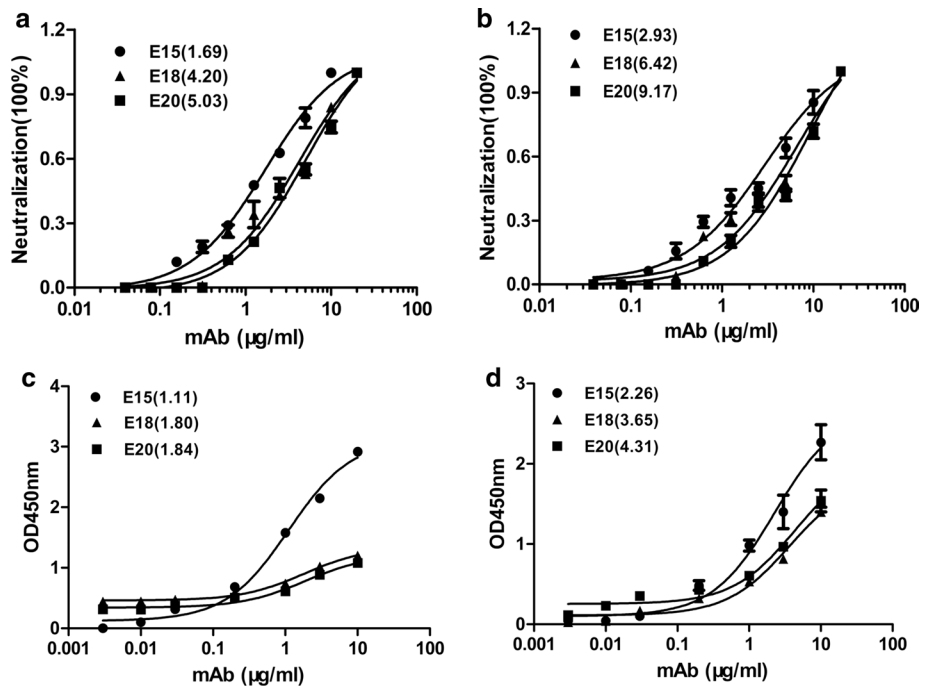 a
1.2
0.9
0.6
0.3
0.0
Neutralization(100%)
E15(1.69)
E18(4.20)
E20(5.03)
0.01
0.1
1
10
100
mAb (µg/ml)
b
1.2
0.9
0.6
0.3
0.0
Neutralization(100%)
E15(2.93)
E18(6.42)
E20(9.17)
0.01
0.1
1
10
100
mAb (µg/ml)
c
4
3
2
1
0
OD450nm
E15(1.11)
E18(1.80)
E20(1.84)
0.001
0.01
0.1
1
10
100
mAb (µg/ml)
d
3
2
1
0
OD450nm
E15(2.26)
E18(3.65)
E20(4.31)
0.001
0.01
0.1
1
10
100
mAb (µg/ml)